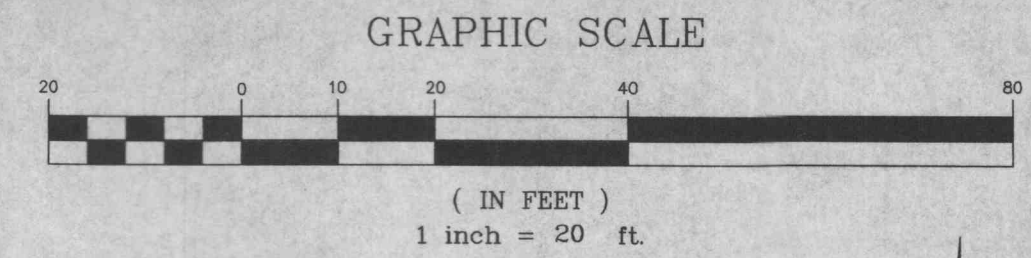 GRAPHIC SCALE
20 0 10 20 40 80
( IN FEET )
1 inch = 20 ft.